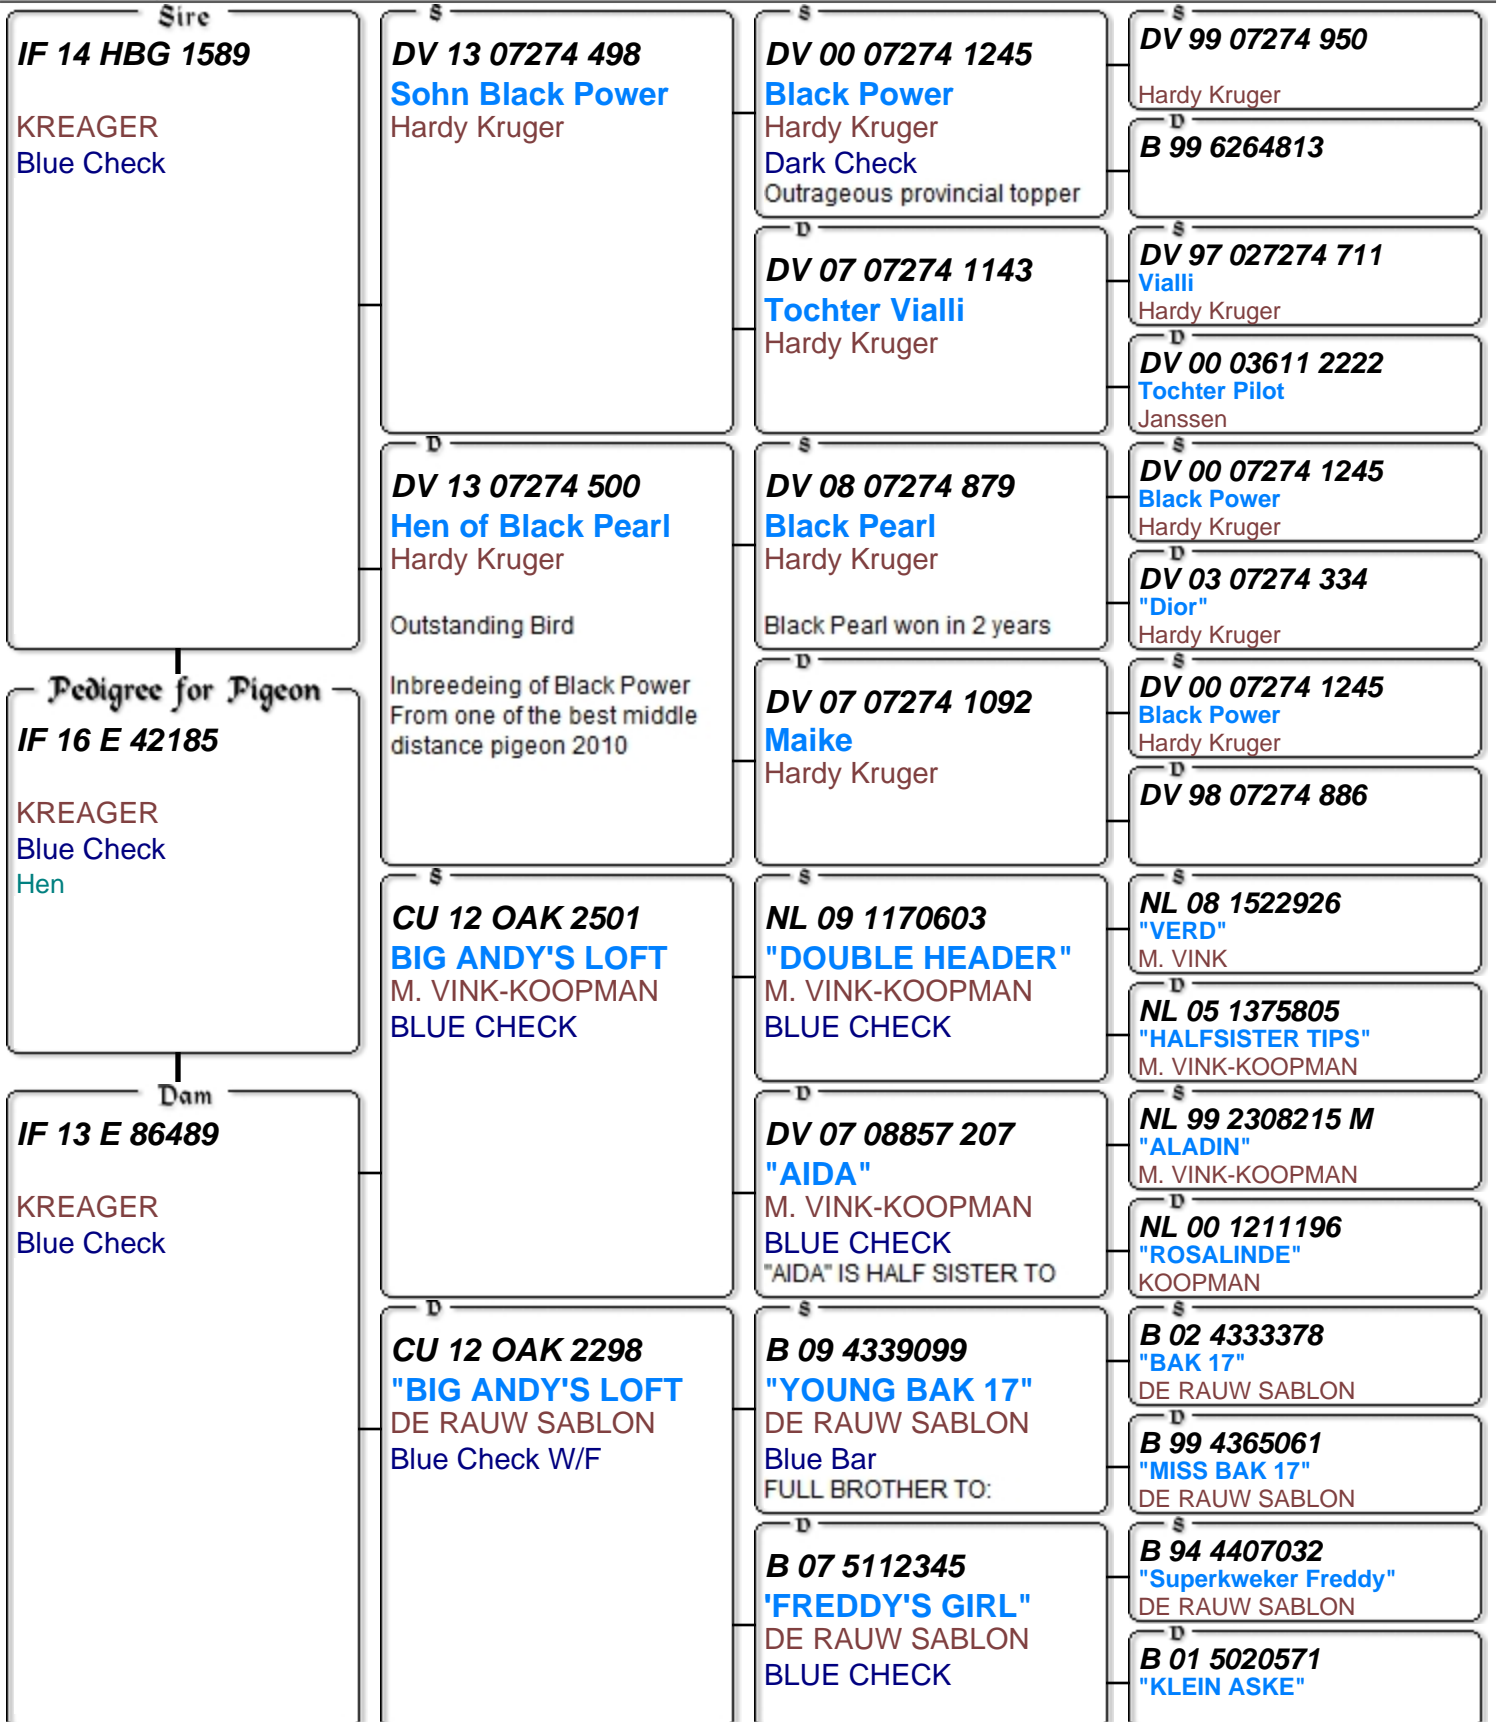 Sire
IF 14 HBG 1589
KREAGER
Blue Check
Pedigree for Pigeon
IF 16 E 42185
KREAGER
Blue Check
Hen
Dam
IF 13 E 86489
KREAGER
Blue Check
S
DV 13 07274 498
Sohn Black Power
Hardy Kruger
D
DV 13 07274 500
Hen of Black Pearl
Hardy Kruger
Outstanding Bird
Inbreedeing of Black Power
From one of the best middle
distance pigeon 2010
S
CU 12 OAK 2501
BIG ANDY'S LOFT
M. VINK-KOOPMAN
BLUE CHECK
D
CU 12 OAK 2298
"BIG ANDY'S LOFT
DE RAUW SABLON
Blue Check W/F
S
DV 00 07274 1245
Black Power
Hardy Kruger
Dark Check
Outrageous provincial topper
D
DV 07 07274 1143
Tochter Vialli
Hardy Kruger
S
DV 08 07274 879
Black Pearl
Hardy Kruger
Black Pearl won in 2 years
D
DV 07 07274 1092
Maike
Hardy Kruger
S
NL 09 1170603
"DOUBLE HEADER"
M. VINK-KOOPMAN
BLUE CHECK
D
DV 07 08857 207
"AIDA"
M. VINK-KOOPMAN
BLUE CHECK
"AIDA" IS HALF SISTER TO
S
B 09 4339099
"YOUNG BAK 17"
DE RAUW SABLON
Blue Bar
FULL BROTHER TO:
D
B 07 5112345
'FREDDY'S GIRL"
DE RAUW SABLON
BLUE CHECK
S
DV 99 07274 950
Hardy Kruger
D
B 99 6264813
S
DV 97 027274 711
Vialli
Hardy Kruger
D
DV 00 03611 2222
Tochter Pilot
Janssen
S
DV 00 07274 1245
Black Power
Hardy Kruger
D
DV 03 07274 334
"Dior"
Hardy Kruger
S
DV 00 07274 1245
Black Power
Hardy Kruger
D
DV 98 07274 886
S
NL 08 1522926
"VERD"
M. VINK
D
NL 05 1375805
"HALFSISTER TIPS"
M. VINK-KOOPMAN
S
NL 99 2308215 M
"ALADIN"
M. VINK-KOOPMAN
D
NL 00 1211196
"ROSALINDE"
KOOPMAN
S
B 02 4333378
"BAK 17"
DE RAUW SABLON
D
B 99 4365061
"MISS BAK 17"
DE RAUW SABLON
S
B 94 4407032
"Superkweker Freddy"
DE RAUW SABLON
D
B 01 5020571
"KLEIN ASKE"